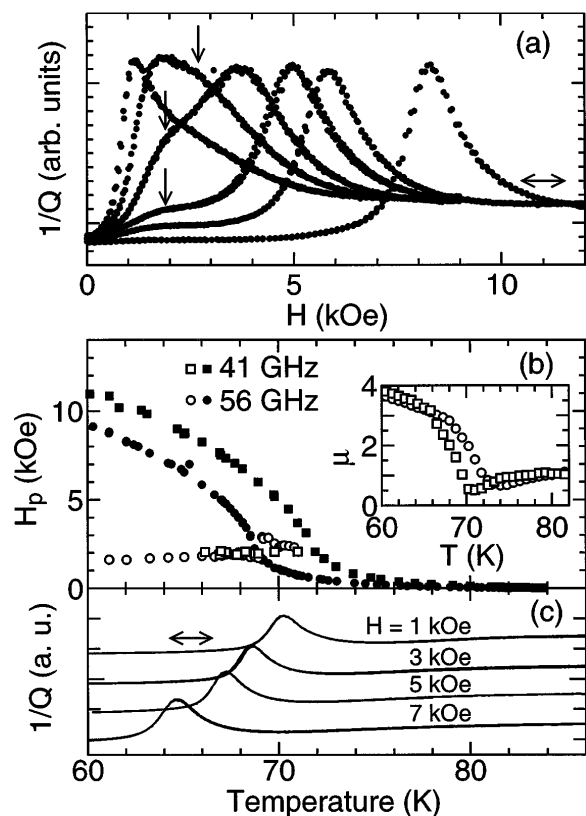 (a)
1/Q (arb. units)
0 5 10
H (kOe)
(b)
□ ■ 41 GHz
○ ● 56 GHz
10
5
0
Hp (kOe)
4
2
0
μ
60 70 80
T (K)
(c)
1/Q (a. u.)
H = 1 kOe
3 kOe
5 kOe
7 kOe
60 70 80
Temperature (K)